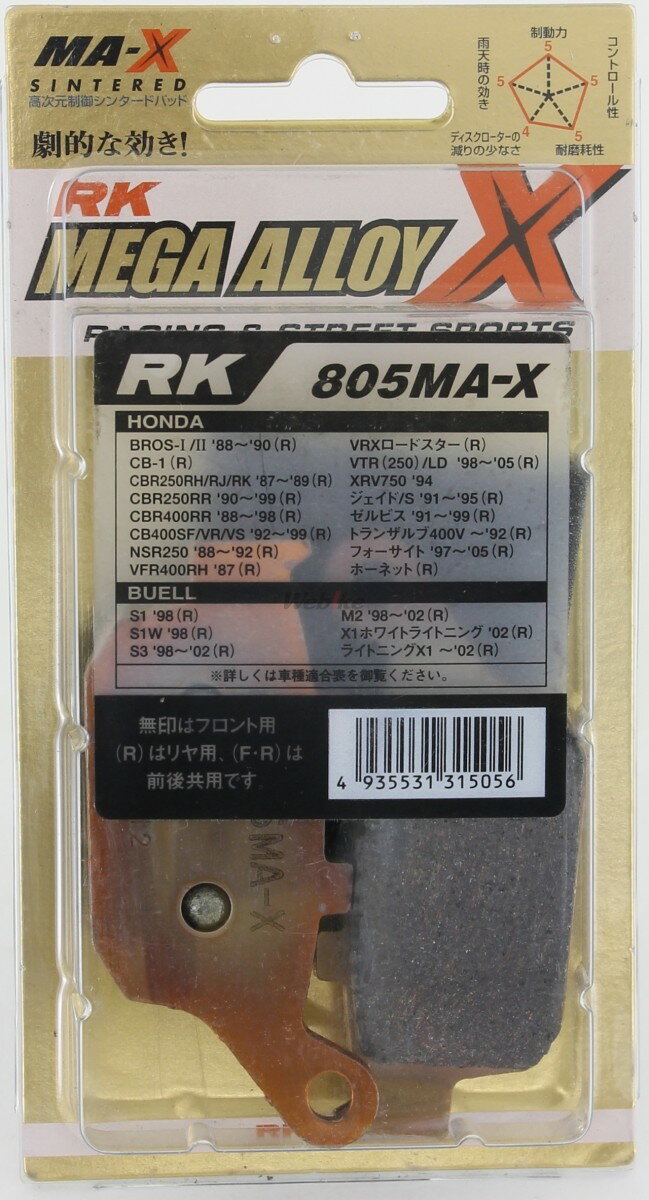 MA-X
SINTERED
高次元制御シンタードパッド
劇的な効き!
制動力
5
コントロール性
5
耐磨耗性
5
ディスクローターの
減りの少なさ
4
雨天時の効き
5
RK
MEGA ALLOY X
RACING & STREET SPORTS
RK 805MA-X
HONDA
BROS-I/II '88〜'90(R)
CB-1(R)
CBR250RH/RJ/RK '87〜'89(R)
CBR250RR '90〜'99(R)
CBR400RR '88〜'98(R)
CB400SF/VR/VS '92〜'99(R)
NSR250 '88〜'92(R)
VFR400RH '87(R)
VRXロードスター(R)
VTR(250)/LD '98〜'05(R)
XRV750 '94
ジェイド/S '91〜'95(R)
ゼルビス '91〜'99(R)
トランザルプ400V 〜'92(R)
フォーサイト '97〜'05(R)
ホーネット(R)
BUELL
S1 '98(R)
S1W '98(R)
S3 '98〜'02(R)
M2 '98〜'02(R)
X1ホワイトライトニング '02(R)
ライトニングX1 〜'02(R)
※詳しくは車種適合表を御覧ください。
Webike
無印はフロント用
(R)はリヤ用、(F・R)は
前後共用です。
4 935531 315056
5MA-X
RK